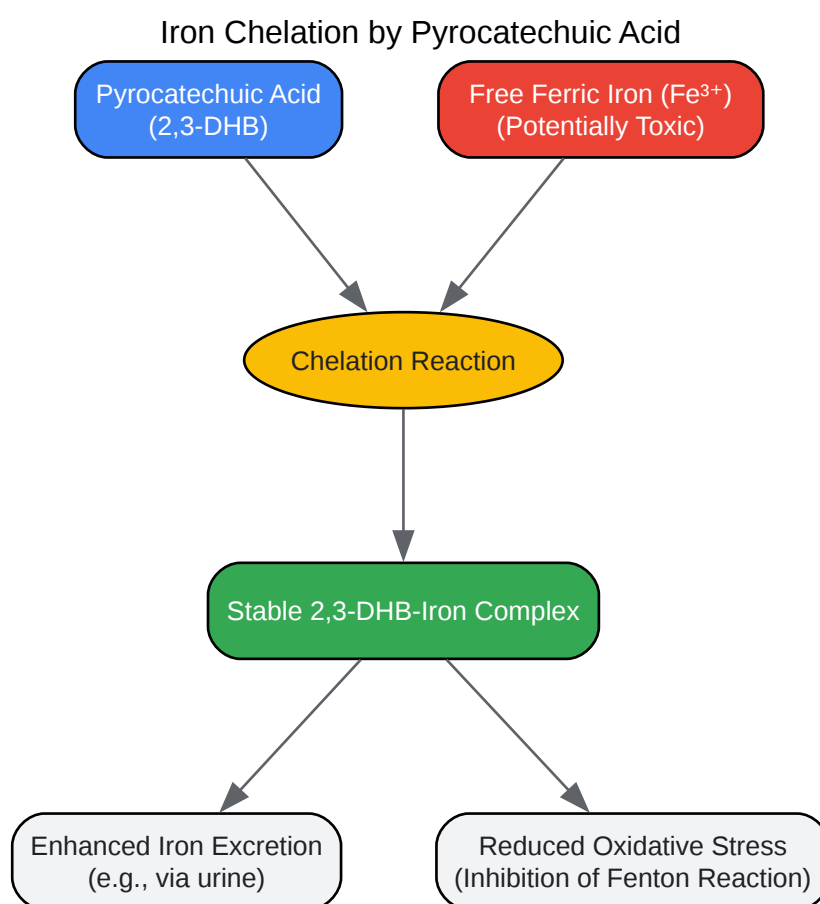 Iron Chelation by Pyrocatechuic Acid
Pyrocatechuic Acid
(2,3-DHB)
Free Ferric Iron (Fe³⁺)
(Potentially Toxic)
Chelation Reaction
Stable 2,3-DHB-Iron Complex
Enhanced Iron Excretion
(e.g., via urine)
Reduced Oxidative Stress
(Inhibition of Fenton Reaction)